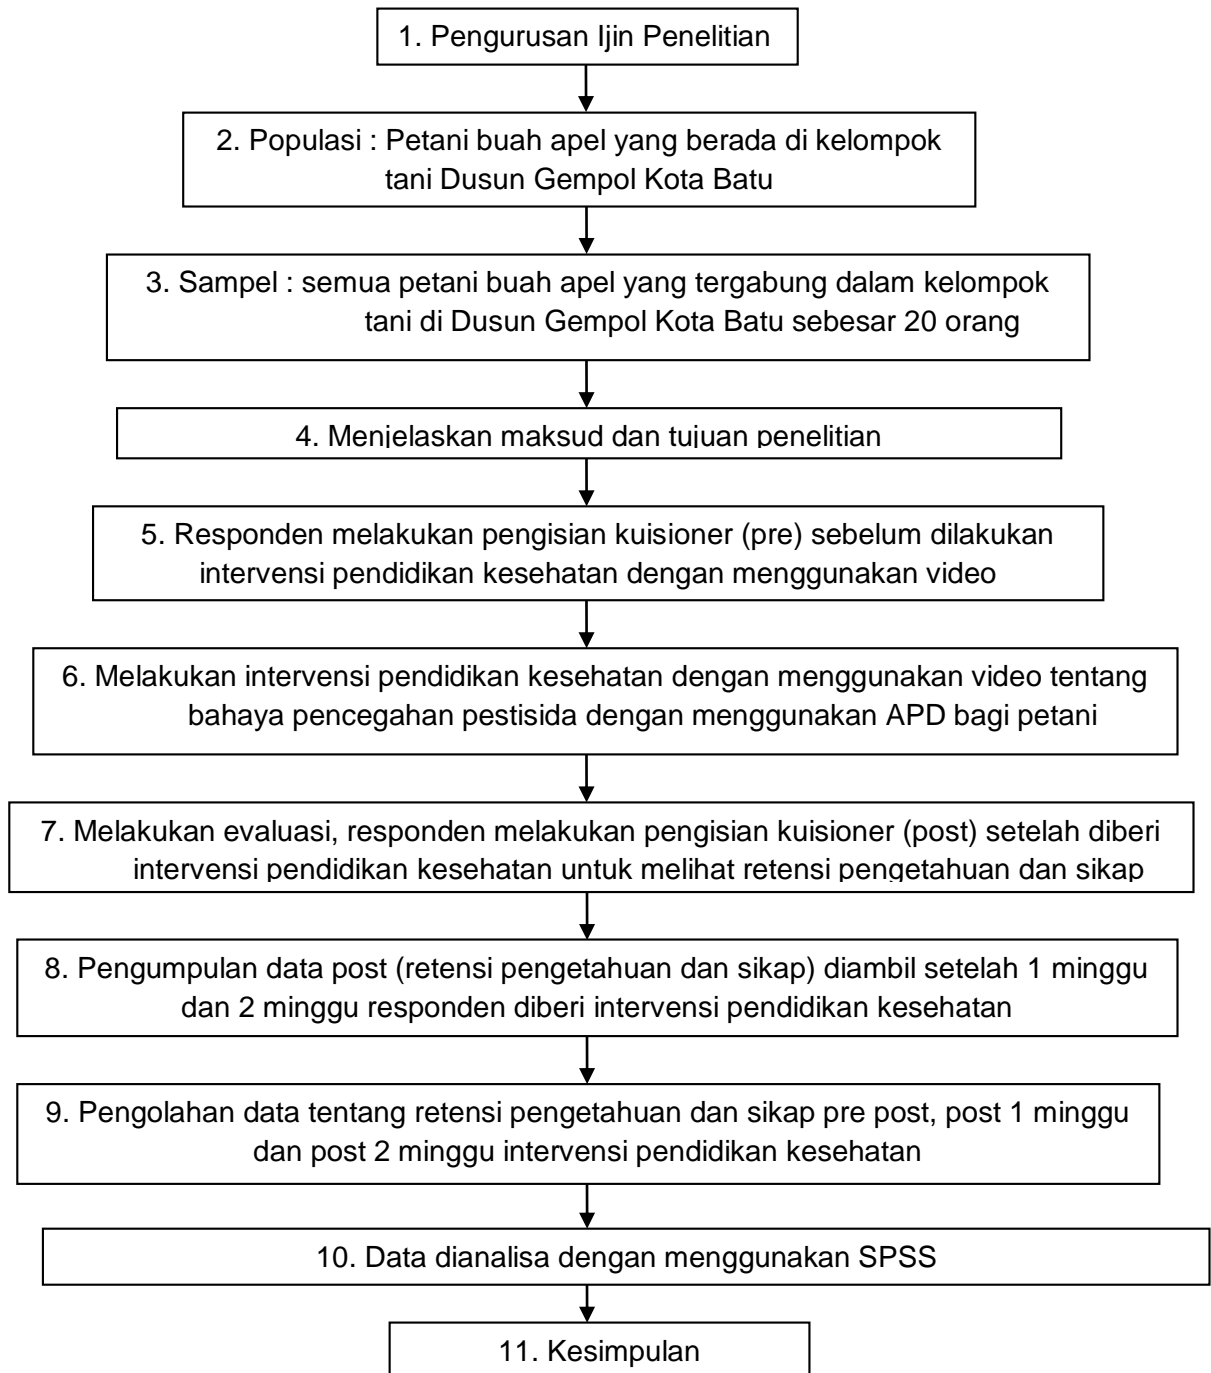 1. Pengurusan Ijin Penelitian
2. Populasi : Petani buah apel yang berada di kelompok
tani Dusun Gempol Kota Batu
3. Sampel : semua petani buah apel yang tergabung dalam kelompok
tani di Dusun Gempol Kota Batu sebesar 20 orang
4. Menjelaskan maksud dan tujuan penelitian
5. Responden melakukan pengisian kuisioner (pre) sebelum dilakukan
intervensi pendidikan kesehatan dengan menggunakan video
6. Melakukan intervensi pendidikan kesehatan dengan menggunakan video tentang
bahaya pencegahan pestisida dengan menggunakan APD bagi petani
7. Melakukan evaluasi, responden melakukan pengisian kuisioner (post) setelah diberi
intervensi pendidikan kesehatan untuk melihat retensi pengetahuan dan sikap
8. Pengumpulan data post (retensi pengetahuan dan sikap) diambil setelah 1 minggu
dan 2 minggu responden diberi intervensi pendidikan kesehatan
9. Pengolahan data tentang retensi pengetahuan dan sikap pre post, post 1 minggu
dan post 2 minggu intervensi pendidikan kesehatan
10. Data dianalisa dengan menggunakan SPSS
11. Kesimpulan